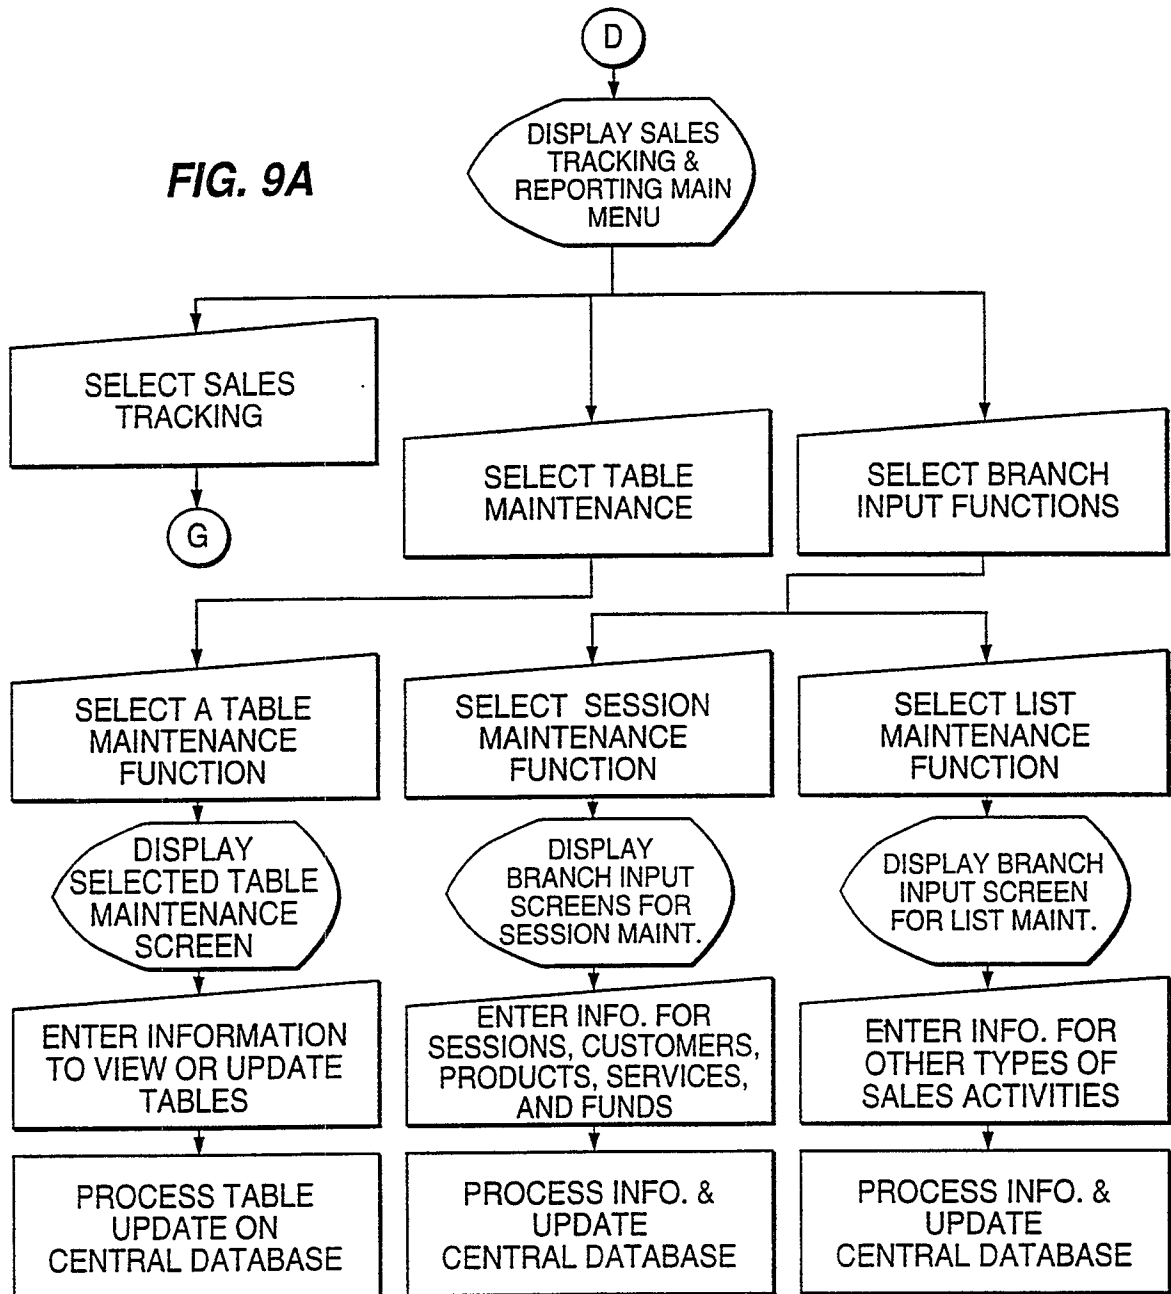 D
DISPLAY SALES
TRACKING &
REPORTING MAIN
MENU
FIG. 9A
SELECT SALES
TRACKING
G
SELECT TABLE
MAINTENANCE
SELECT BRANCH
INPUT FUNCTIONS
SELECT A TABLE
MAINTENANCE
FUNCTION
SELECT SESSION
MAINTENANCE
FUNCTION
SELECT LIST
MAINTENANCE
FUNCTION
DISPLAY
SELECTED TABLE
MAINTENANCE
SCREEN
DISPLAY
BRANCH INPUT
SCREENS FOR
SESSION MAINT.
DISPLAY BRANCH
INPUT SCREEN
FOR LIST MAINT.
ENTER INFORMATION
TO VIEW OR UPDATE
TABLES
ENTER INFO. FOR
SESSIONS, CUSTOMERS,
PRODUCTS, SERVICES,
AND FUNDS
ENTER INFO. FOR
OTHER TYPES OF
SALES ACTIVITIES
PROCESS TABLE
UPDATE ON
CENTRAL DATABASE
PROCESS INFO. &
UPDATE
CENTRAL DATABASE
PROCESS INFO. &
UPDATE
CENTRAL DATABASE